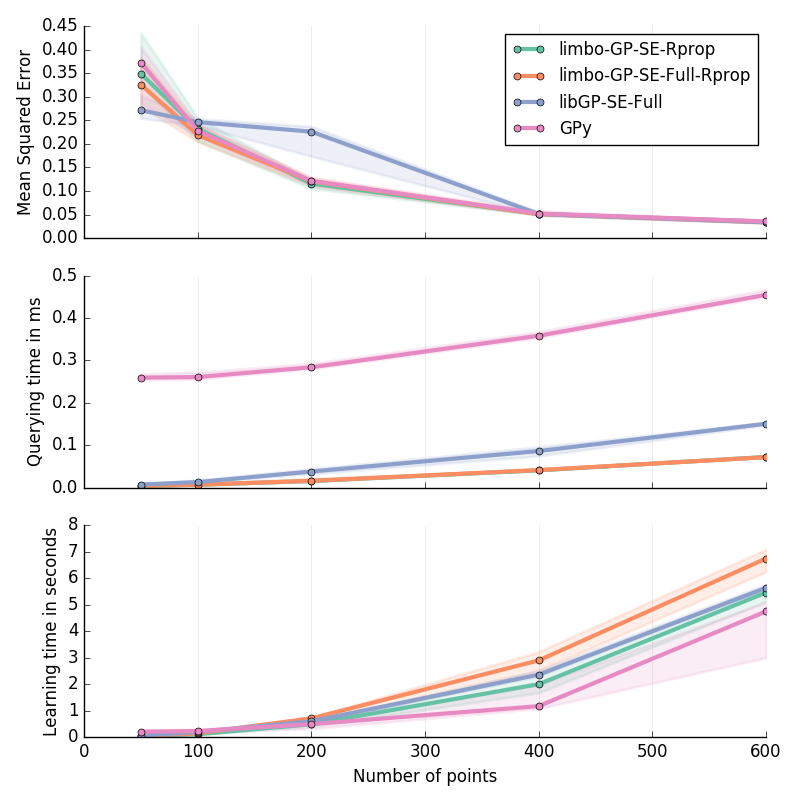 Mean Squared Error
0.45
0.40
0.35
0.30
0.25
0.20
0.15
0.10
0.05
0.00
limbo-GP-SE-Rprop
limbo-GP-SE-Full-Rprop
libGP-SE-Full
GPy
Querying time in ms
0.5
0.4
0.3
0.2
0.1
0.0
Learning time in seconds
8
7
6
5
4
3
2
1
0
0 100 200 300 400 500 600
Number of points